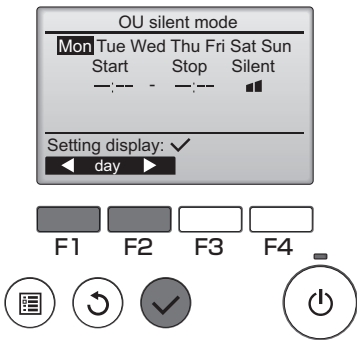 OU silent mode
Mon Tue Wed Thu Fri Sat Sun
Start Stop Silent
--:-- - --:--
Setting display: ✓
◀ day ▶
F1 F2 F3 F4